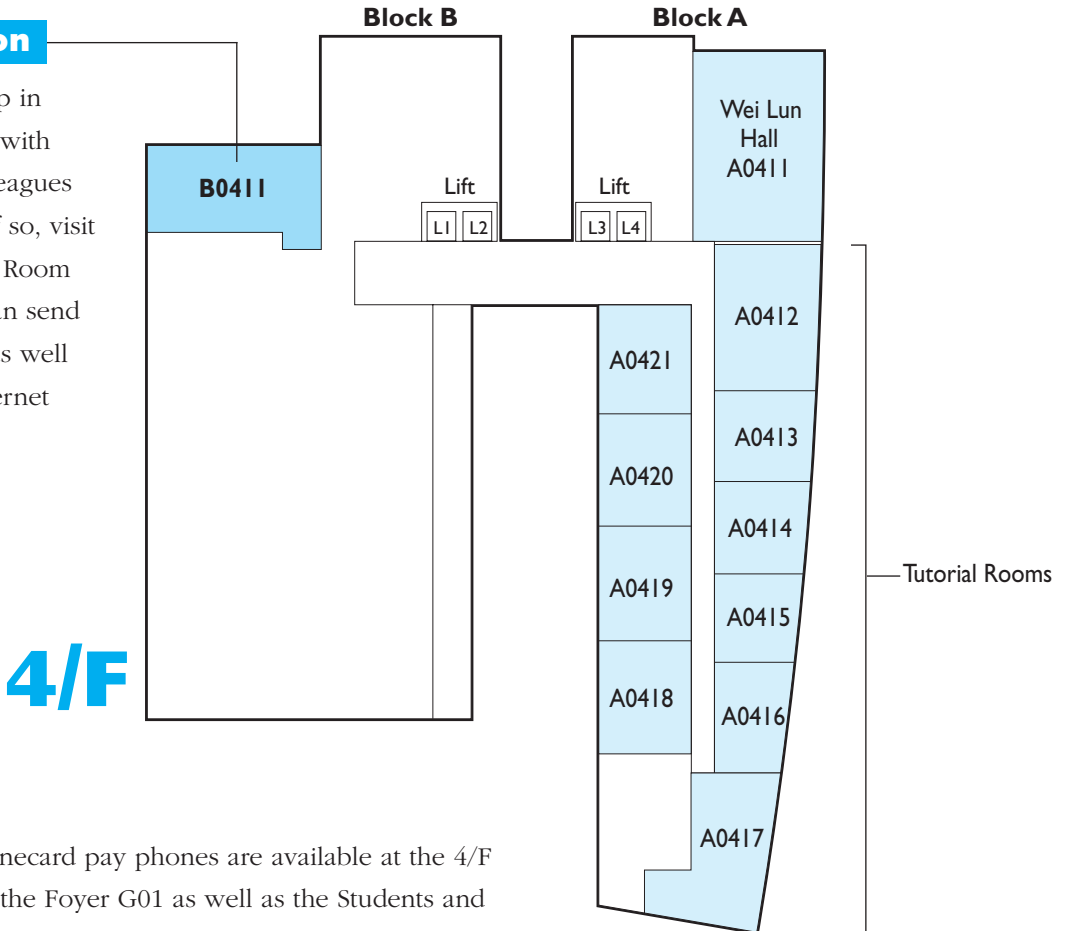 Block B
Block A
on
p in
with
eagues
f so, visit
Room
an send
s well
ernet
B0411
Lift
L1 L2
Lift
L3 L4
Wei Lun
Hall
A0411
A0412
A0421
A0413
A0420
A0414
A0419
A0415
A0418
A0416
A0417
Tutorial Rooms
4/F
necard pay phones are available at the 4/F
the Foyer G01 as well as the Students and